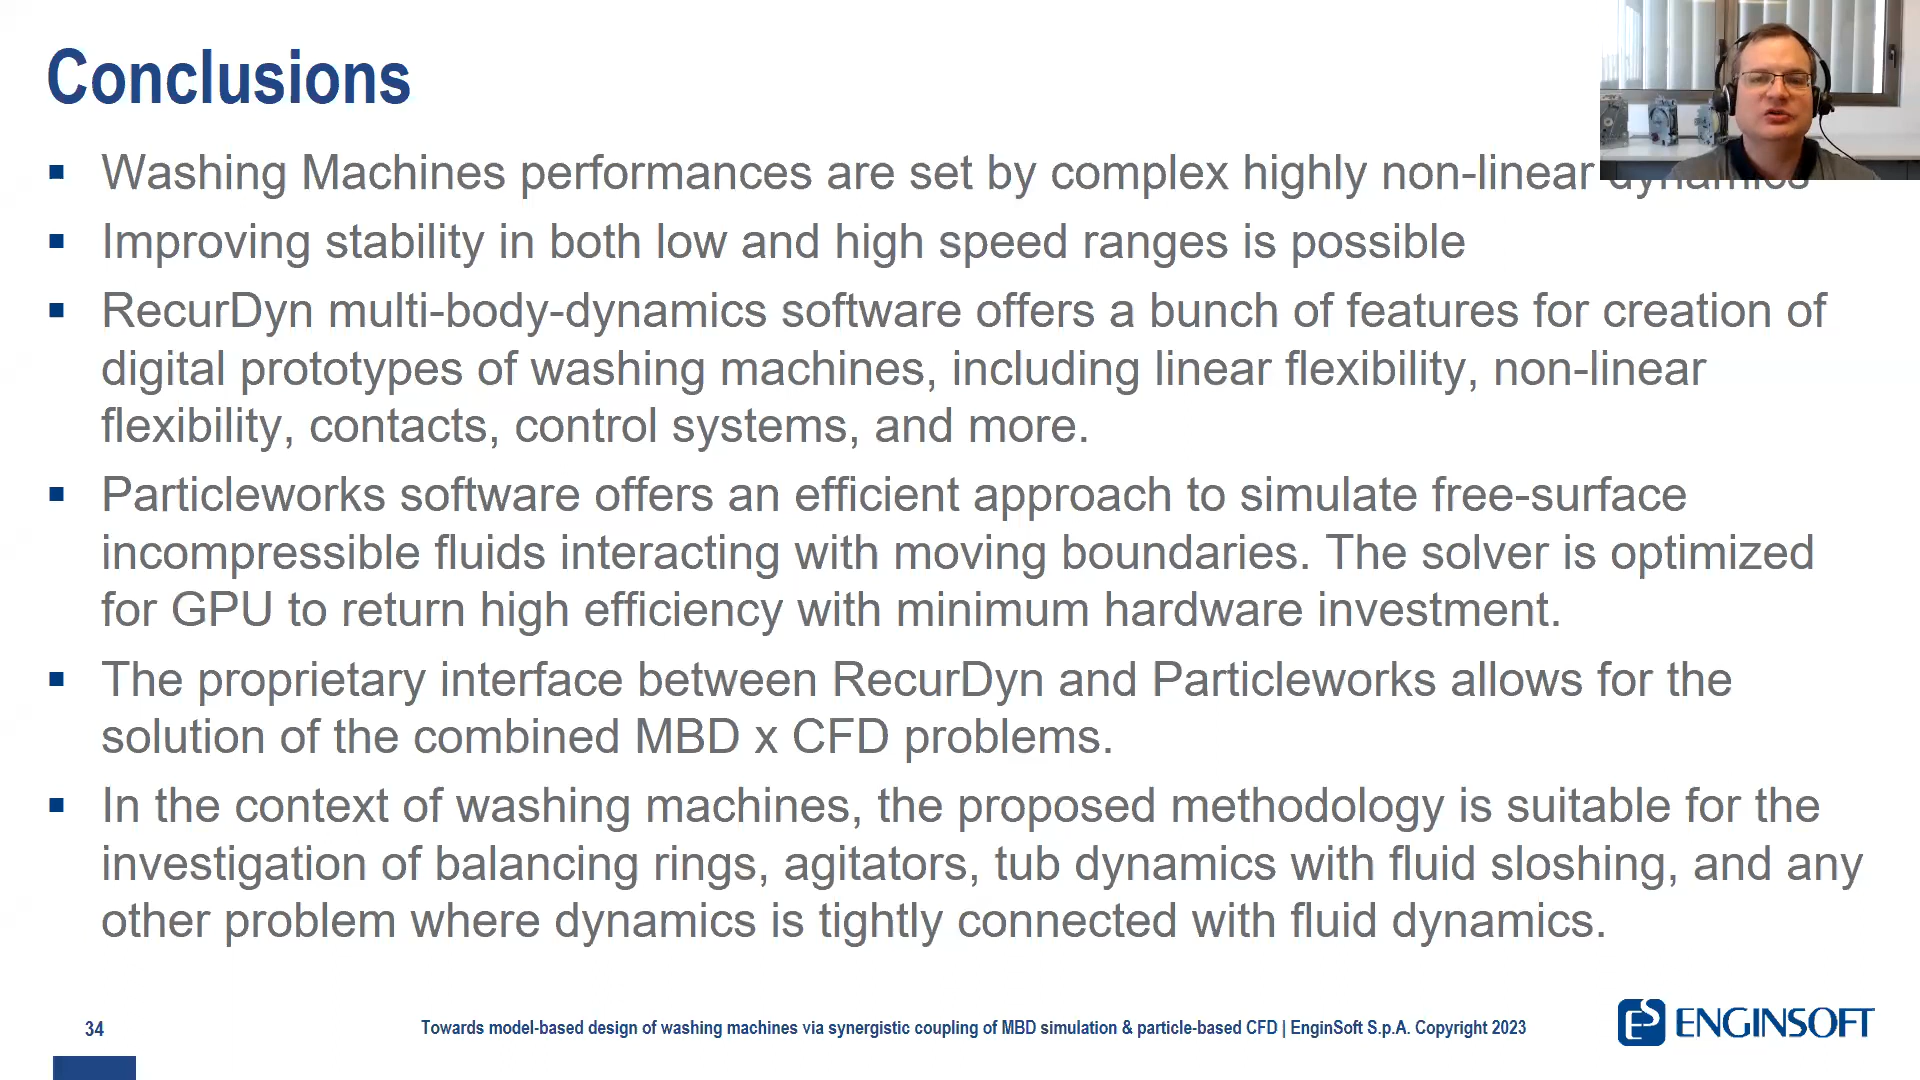 Conclusions
Washing Machines performances are set by complex highly non-linear dynamics
Improving stability in both low and high speed ranges is possible
RecurDyn multi-body-dynamics software offers a bunch of features for creation of
digital prototypes of washing machines, including linear flexibility, non-linear
flexibility, contacts, control systems, and more.
Particleworks software offers an efficient approach to simulate free-surface
incompressible fluids interacting with moving boundaries. The solver is optimized
for GPU to return high efficiency with minimum hardware investment.
The proprietary interface between RecurDyn and Particleworks allows for the
solution of the combined MBD x CFD problems.
In the context of washing machines, the proposed methodology is suitable for the
investigation of balancing rings, agitators, tub dynamics with fluid sloshing, and any
other problem where dynamics is tightly connected with fluid dynamics.
34
Towards model-based design of washing machines via synergistic coupling of MBD simulation & particle-based CFD | EnginSoft S.p.A. Copyright 2023
ENGINSOFT